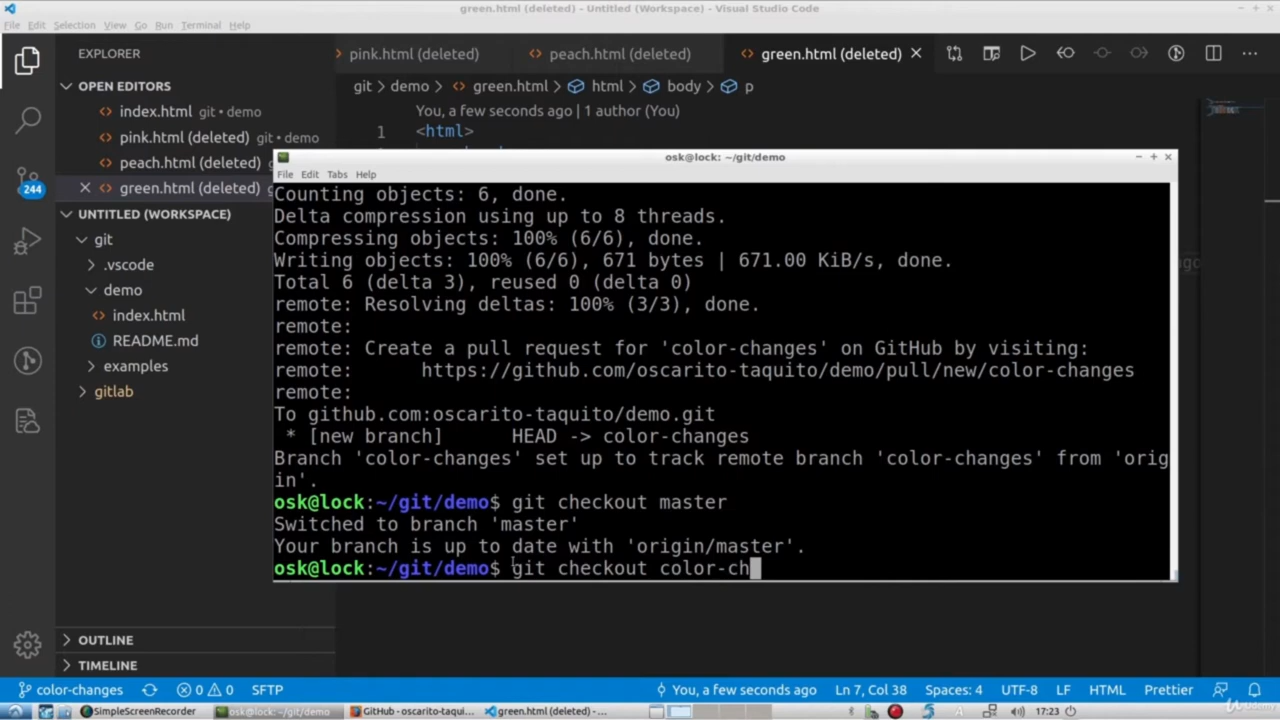 green.html (deleted) - Untitled (Workspace) - Visual Studio Code
File Edit Selection View Go Run Terminal Help
EXPLORER
pink.html (deleted) peach.html (deleted) green.html (deleted)
OPEN EDITORS
git > demo > green.html > html > body > p
index.html git • demo
You, a few seconds ago | 1 author (You)
1 <html>
pink.html (deleted) git • demo
peach.html (deleted)
green.html (deleted)
244
UNTITLED (WORKSPACE)
git
.vscode
demo
index.html
README.md
examples
gitlab
osk@lock: ~/git/demo
File Edit Tabs Help
Counting objects: 6, done.
Delta compression using up to 8 threads.
Compressing objects: 100% (6/6), done.
Writing objects: 100% (6/6), 671 bytes | 671.00 KiB/s, done.
Total 6 (delta 3), reused 0 (delta 0)
remote: Resolving deltas: 100% (3/3), done.
remote:
remote: Create a pull request for 'color-changes' on GitHub by visiting:
remote:      https://github.com/oscarito-taquito/demo/pull/new/color-changes
remote:
To github.com:oscarito-taquito/demo.git
* [new branch]      HEAD -> color-changes
Branch 'color-changes' set up to track remote branch 'color-changes' from 'orig
in'.
osk@lock:~/git/demo$ git checkout master
Switched to branch 'master'
Your branch is up to date with 'origin/master'.
osk@lock:~/git/demo$ git checkout color-ch
OUTLINE
TIMELINE
color-changes 0 0 SFTP You, a few seconds ago Ln 7, Col 38 Spaces: 4 UTF-8 LF HTML Prettier
SimpleScreenRecorder osk@lock: ~/git/demo GitHub - oscarito-taqui... green.html (deleted) -... 17:23
Udemy